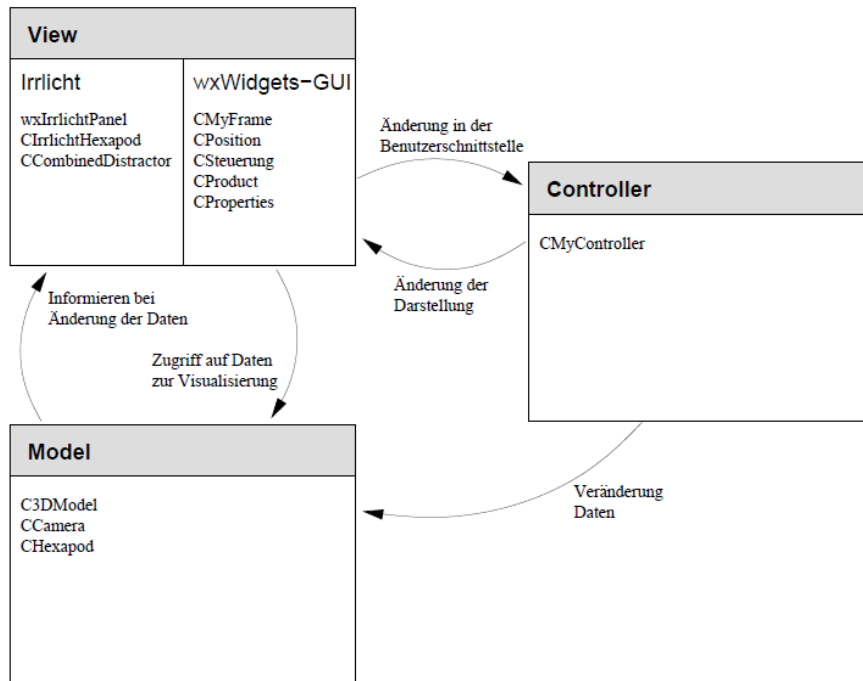 View
Irrlicht
wxIrrlichtPanel
CIrrlichtHexapod
CCombinedDistractor
wxWidgets-GUI
CMyFrame
CPosition
CSteuerung
CProduct
CProperties
Änderung in der
Benutzerschnittstelle
Controller
CMyController
Änderung der
Darstellung
Informieren bei
Änderung der Daten
Zugriff auf Daten
zur Visualisierung
Model
C3DModel
CCamera
CHexapod
Veränderung
Daten